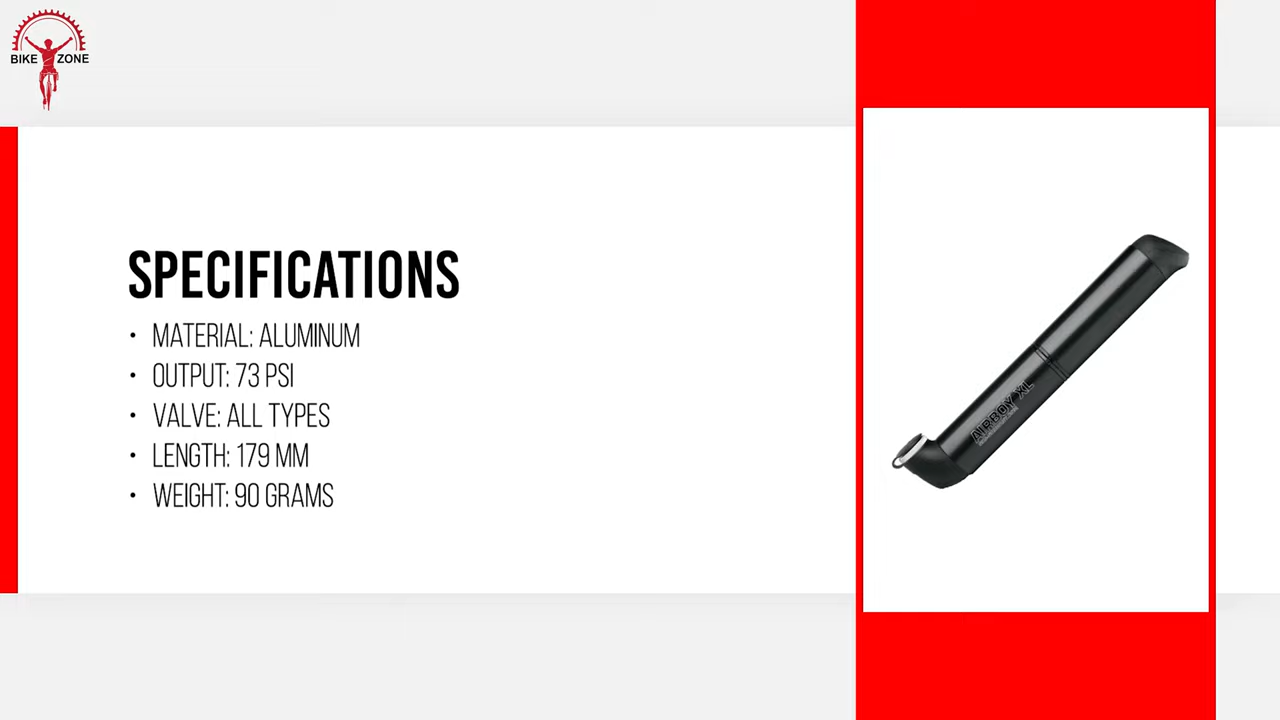 BIKE ZONE
SPECIFICATIONS
• MATERIAL: ALUMINUM
• OUTPUT: 73 PSI
• VALVE: ALL TYPES
• LENGTH: 179 MM
• WEIGHT: 90 GRAMS
AIRBOY XL